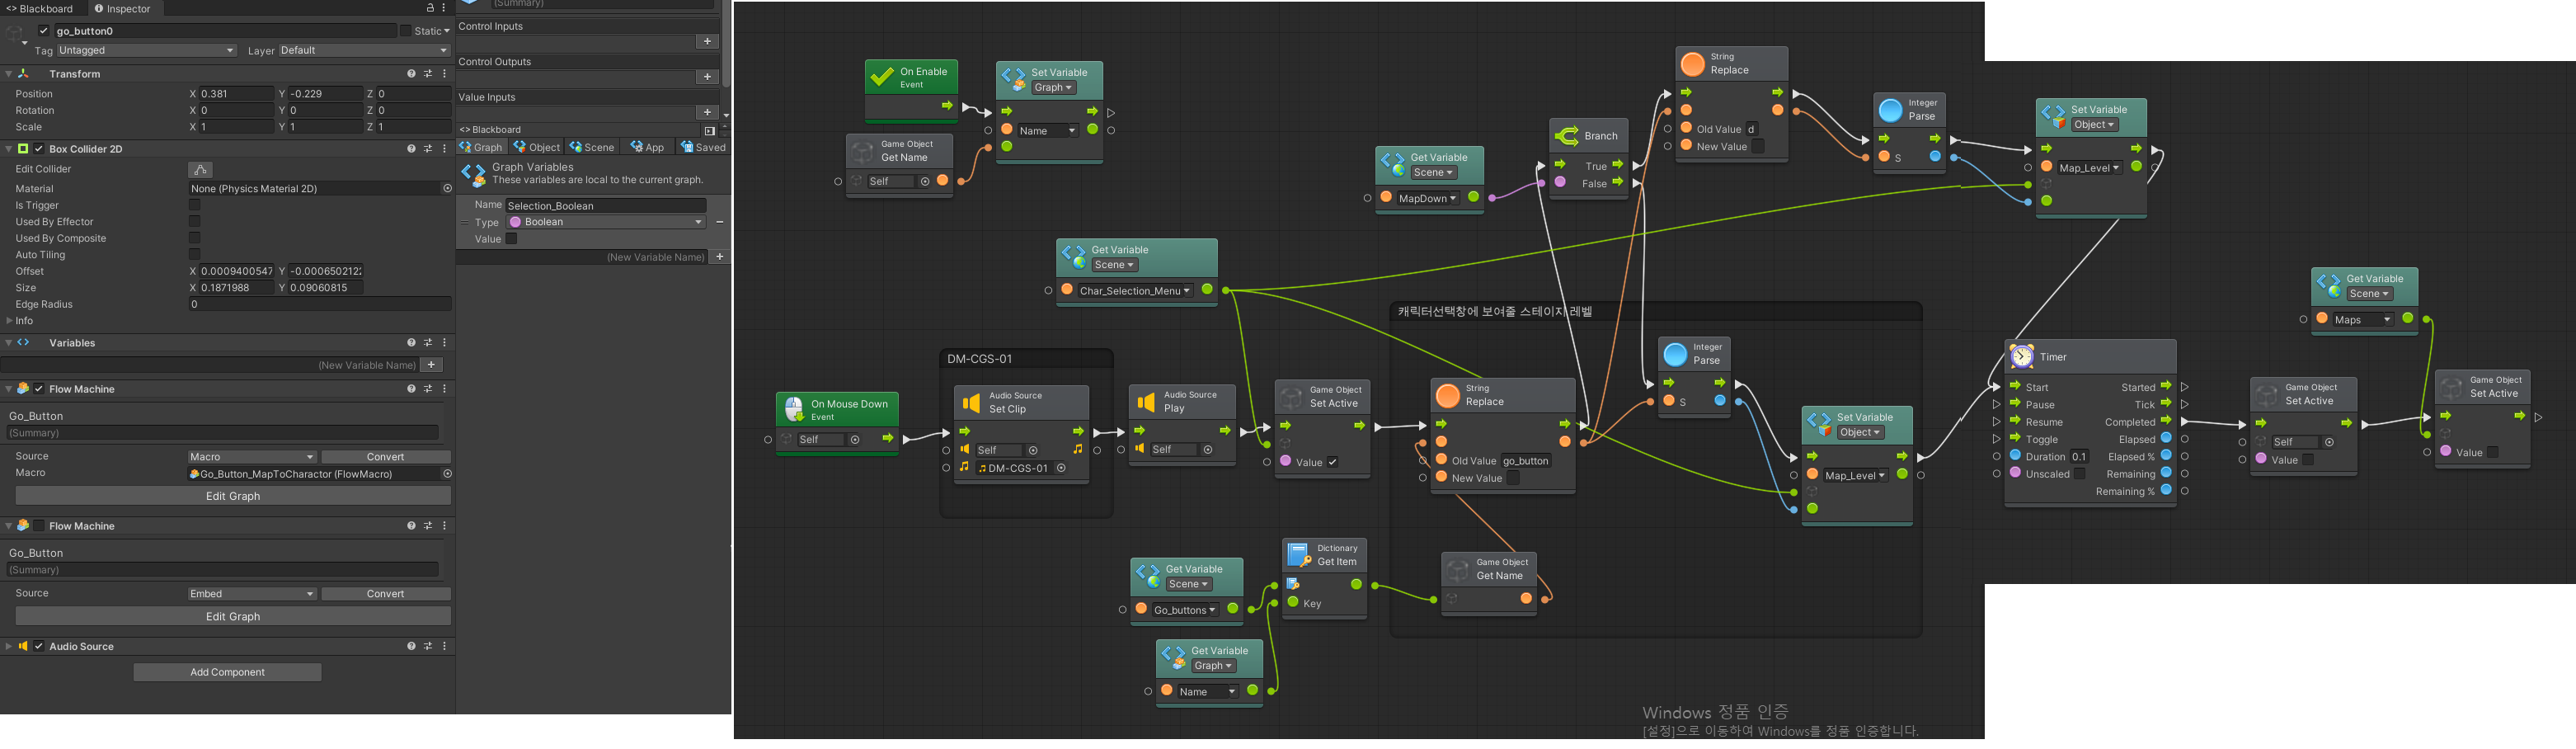 <> Blackboard
Inspector
go_button0
Static
Tag
Untagged
Layer
Default
Transform
Position
X 0.381
Y -0.229
Z 0
Rotation
X 0
Y 0
Z 0
Scale
X 1
Y 1
Z 1
Box Collider 2D
Edit Collider
Material
None (Physics Material 2D)
Is Trigger
Used By Effector
Used By Composite
Auto Tiling
Offset
X 0.0009400547
Y -0.0006502122
Size
X 0.1871988
Y 0.09060815
Edge Radius
0
Info
Variables
(New Variable Name)
+
Flow Machine
Go_Button
(Summary)
Source
Macro
Convert
Macro
Go_Button_MapToCharactor (FlowMacro)
Edit Graph
Flow Machine
Go_Button
(Summary)
Source
Embed
Convert
Edit Graph
Audio Source
Add Component
(Summary)
Control Inputs
+
Control Outputs
+
Value Inputs
+
<> Blackboard
Graph
Object
Scene
App
Saved
Graph Variables
These variables are local to the current graph.
Name
Selection_Boolean
Type
Boolean
Value
(New Variable Name)
+
On Enable
Event
Set Variable
Graph
Name
Game Object
Get Name
Self
Get Variable
Scene
MapDown
Branch
True
False
String
Replace
Old Value d
New Value
Integer
Parse
S
Set Variable
Object
Map_Level
Get Variable
Scene
Char_Selection_Menu
캐릭터선택창에 보여줄 스테이지 레벨
DM-CGS-01
On Mouse Down
Event
Self
Audio Source
Set Clip
Self
DM-CGS-01
Audio Source
Play
Self
Game Object
Set Active
Value
String
Replace
Old Value go_button
New Value
Integer
Parse
S
Set Variable
Object
Map_Level
Get Variable
Scene
Go_buttons
Get Variable
Graph
Name
Dictionary
Get Item
Key
Game Object
Get Name
Timer
Start
Started
Pause
Tick
Resume
Completed
Toggle
Elapsed
Duration 0.1
Elapsed %
Unscaled
Remaining
Remaining %
Get Variable
Scene
Maps
Game Object
Set Active
Self
Value
Game Object
Set Active
Value
Windows 정품 인증
[설정]으로 이동하여 Windows를 정품 인증합니다.